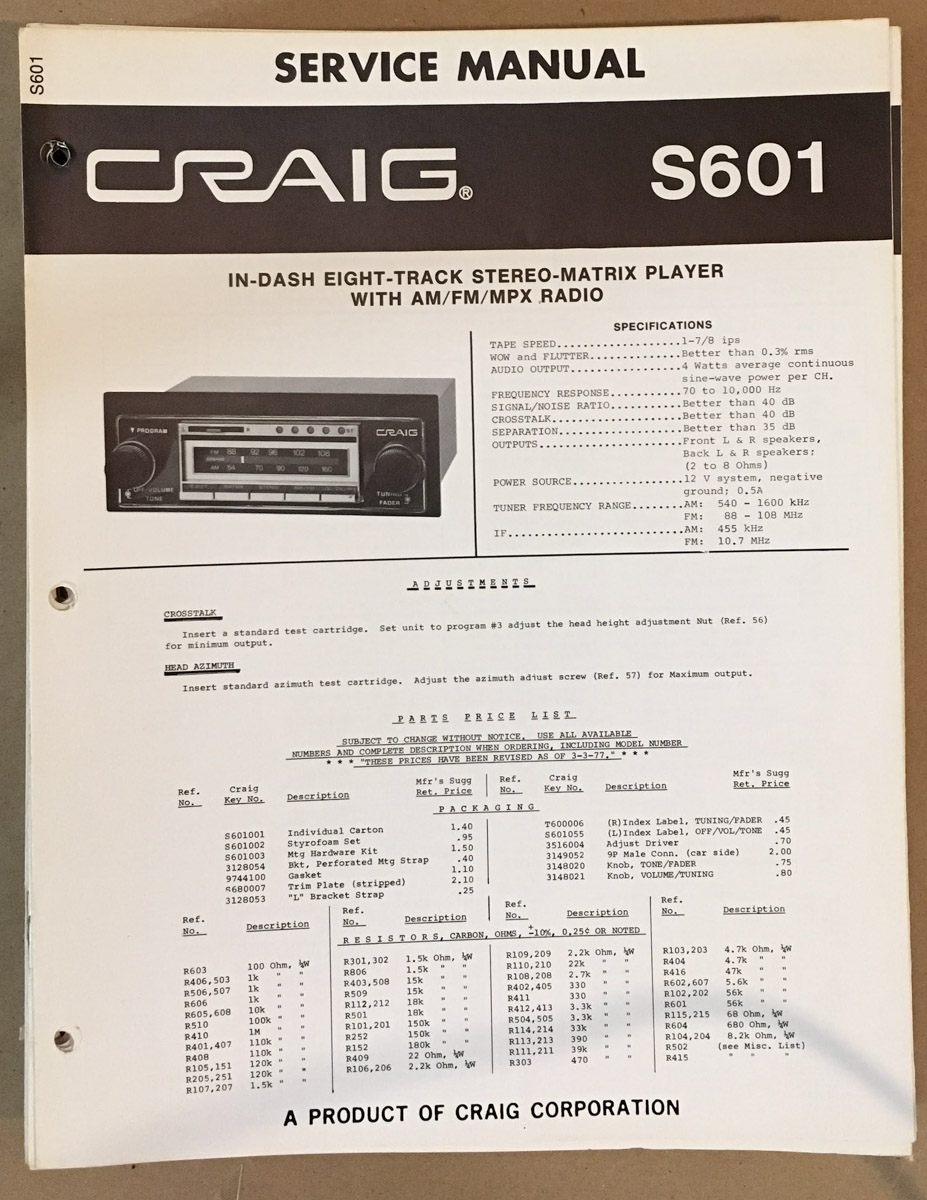 S601
SERVICE MANUAL
CRAIG® S601
IN-DASH EIGHT-TRACK STEREO-MATRIX PLAYER
WITH AM/FM/MPX RADIO
▼ PROGRAM
CRAIG
FM 88 92 96 102 108
AM 54 70 90 120 160
OFF-VOLUME
TONE
TUNING
FADER
SPECIFICATIONS
TAPE SPEED...................1-7/8 ips
WOW and FLUTTER..............Better than 0.3% rms
AUDIO OUTPUT.................4 Watts average continuous
sine-wave power per CH.
FREQUENCY RESPONSE...........70 to 10,000 Hz
SIGNAL/NOISE RATIO...........Better than 40 dB
CROSSTALK....................Better than 40 dB
SEPARATION...................Better than 35 dB
OUTPUTS......................Front L & R speakers,
Back L & R speakers;
(2 to 8 Ohms)
POWER SOURCE.................12 V system, negative
ground; 0.5A
TUNER FREQUENCY RANGE........AM: 540 - 1600 kHz
FM: 88 - 108 MHz
IF...........................AM: 455 kHz
FM: 10.7 MHz
ADJUSTMENTS
CROSSTALK
Insert a standard test cartridge. Set unit to program #3 adjust the head height adjustment Nut (Ref. 56)
for minimum output.
HEAD AZIMUTH
Insert standard azimuth test cartridge. Adjust the azimuth adjust screw (Ref. 57) for Maximum output.
PARTS PRICE LIST
SUBJECT TO CHANGE WITHOUT NOTICE. USE ALL AVAILABLE
NUMBERS AND COMPLETE DESCRIPTION WHEN ORDERING, INCLUDING MODEL NUMBER
* * * "THESE PRICES HAVE BEEN REVISED AS OF 3-3-77." * * *
Ref. No. Craig Key No. Description Mfr's Sugg Ret. Price
Ref. No. Craig Key No. Description Mfr's Sugg Ret. Price
PACKAGING
S601001 Individual Carton 1.40
S601002 Styrofoam Set .95
S601003 Mtg Hardware Kit 1.50
3128054 Bkt, Perforated Mtg Strap .40
9744100 Gasket 1.10
S680007 Trim Plate (stripped) 2.10
3128053 "L" Bracket Strap .25
T600006 (R)Index Label, TUNING/FADER .45
S601055 (L)Index Label, OFF/VOL/TONE .45
3516004 Adjust Driver .70
3149052 9P Male Conn. (car side) 2.00
3148020 Knob, TONE/FADER .75
3148021 Knob, VOLUME/TUNING .80
Ref. No. Description Ref. No. Description Ref. No. Description Ref. No. Description
RESISTORS, CARBON, OHMS, ±10%, 0.25¢ OR NOTED
R603 100 Ohm, ¼W
R406,503 1k " "
R506,507 1k " "
R606 1k " "
R605,608 10k " "
R510 100k " "
R410 1M " "
R401,407 110k " "
R408 110k " "
R105,151 120k " "
R205,251 120k " "
R107,207 1.5k " "
R301,302 1.5k Ohm, ¼W
R806 1.5k " "
R403,508 15k " "
R509 15k " "
R112,212 18k " "
R501 18k " "
R101,201 150k " "
R252 150k " "
R152 180k " "
R409 22 Ohm, ¼W
R106,206 2.2k Ohm, ¼W
R109,209 2.2k Ohm, ¼W
R110,210 22k " "
R108,208 2.7k " "
R402,405 330 " "
R411 330 " "
R412,413 3.3k " "
R504,505 3.3k " "
R114,214 33k " "
R113,213 390 " "
R111,211 39k " "
R303 470 " "
R103,203 4.7k Ohm, ¼W
R404 4.7k " "
R416 47k " "
R602,607 5.6k " "
R102,202 56k " "
R601 56k " "
R115,215 68 Ohm, ¼W
R604 680 Ohm, ¼W
R104,204 8.2k Ohm, ¼W
R502 (see Misc. List)
R415 " " "
A PRODUCT OF CRAIG CORPORATION